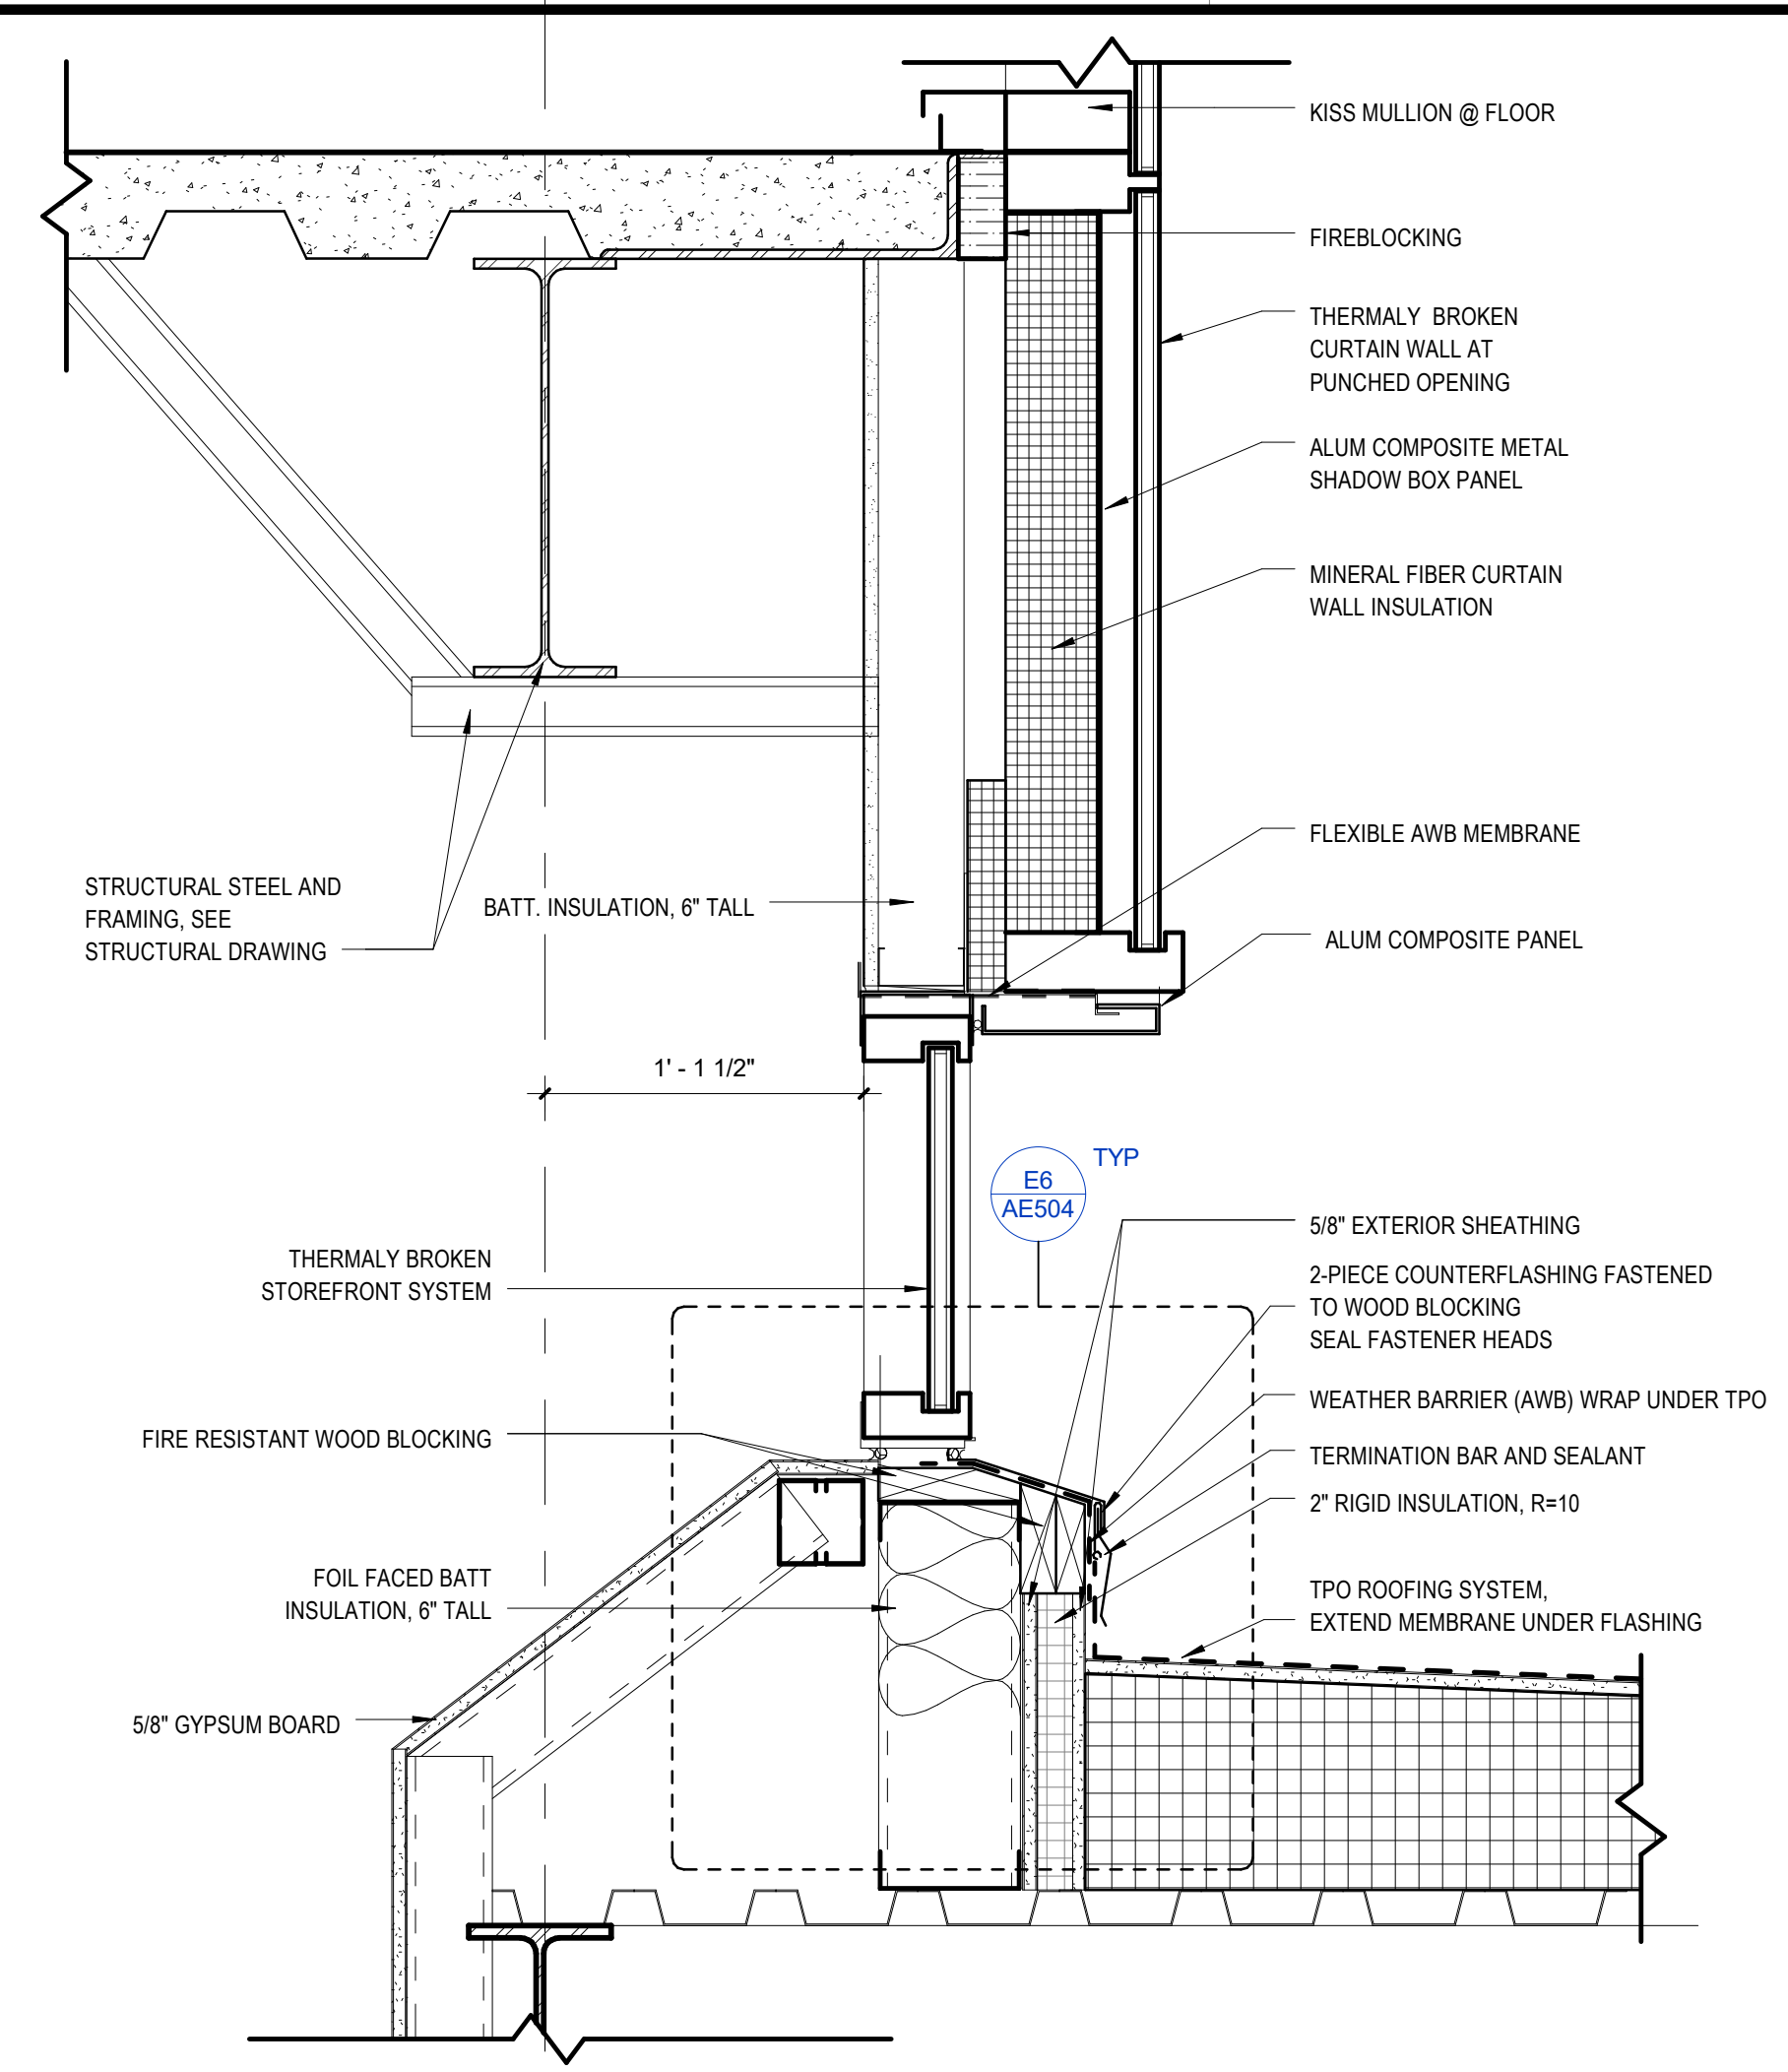 KISS MULLION @ FLOOR
FIREBLOCKING
THERMALY BROKEN
CURTAIN WALL AT
PUNCHED OPENING
ALUM COMPOSITE METAL
SHADOW BOX PANEL
MINERAL FIBER CURTAIN
WALL INSULATION
FLEXIBLE AWB MEMBRANE
STRUCTURAL STEEL AND
FRAMING, SEE
STRUCTURAL DRAWING
BATT. INSULATION, 6" TALL
ALUM COMPOSITE PANEL
1' - 1 1/2"
TYP
E6
AE504
THERMALY BROKEN
STOREFRONT SYSTEM
5/8" EXTERIOR SHEATHING
2-PIECE COUNTERFLASHING FASTENED
TO WOOD BLOCKING
SEAL FASTENER HEADS
WEATHER BARRIER (AWB) WRAP UNDER TPO
FIRE RESISTANT WOOD BLOCKING
TERMINATION BAR AND SEALANT
2" RIGID INSULATION, R=10
FOIL FACED BATT
INSULATION, 6" TALL
TPO ROOFING SYSTEM,
EXTEND MEMBRANE UNDER FLASHING
5/8" GYPSUM BOARD